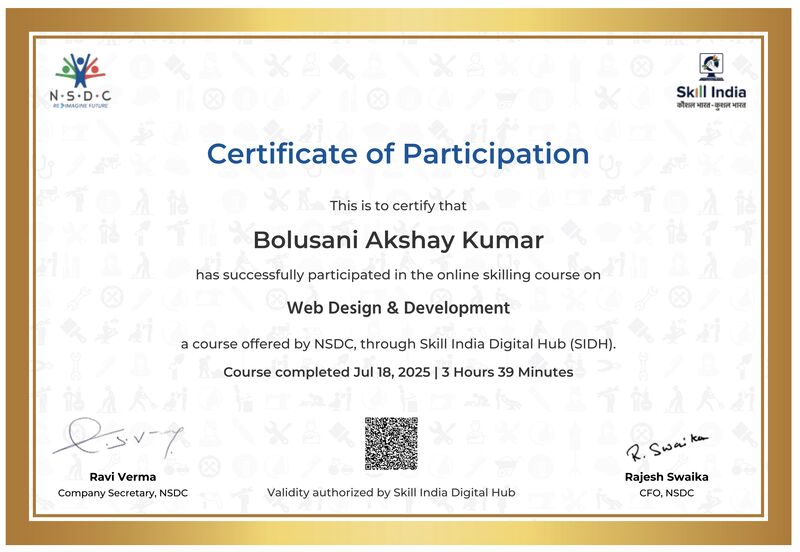 N·S·D·C
RE IMAGINE FUTURE
Skill India
कौशल भारत - कुशल भारत
Certificate of Participation
This is to certify that
Bolusani Akshay Kumar
has successfully participated in the online skilling course on
Web Design & Development
a course offered by NSDC, through Skill India Digital Hub (SIDH).
Course completed Jul 18, 2025 | 3 Hours 39 Minutes
R. Swaika
Ravi Verma
Company Secretary, NSDC
Validity authorized by Skill India Digital Hub
Rajesh Swaika
CFO, NSDC